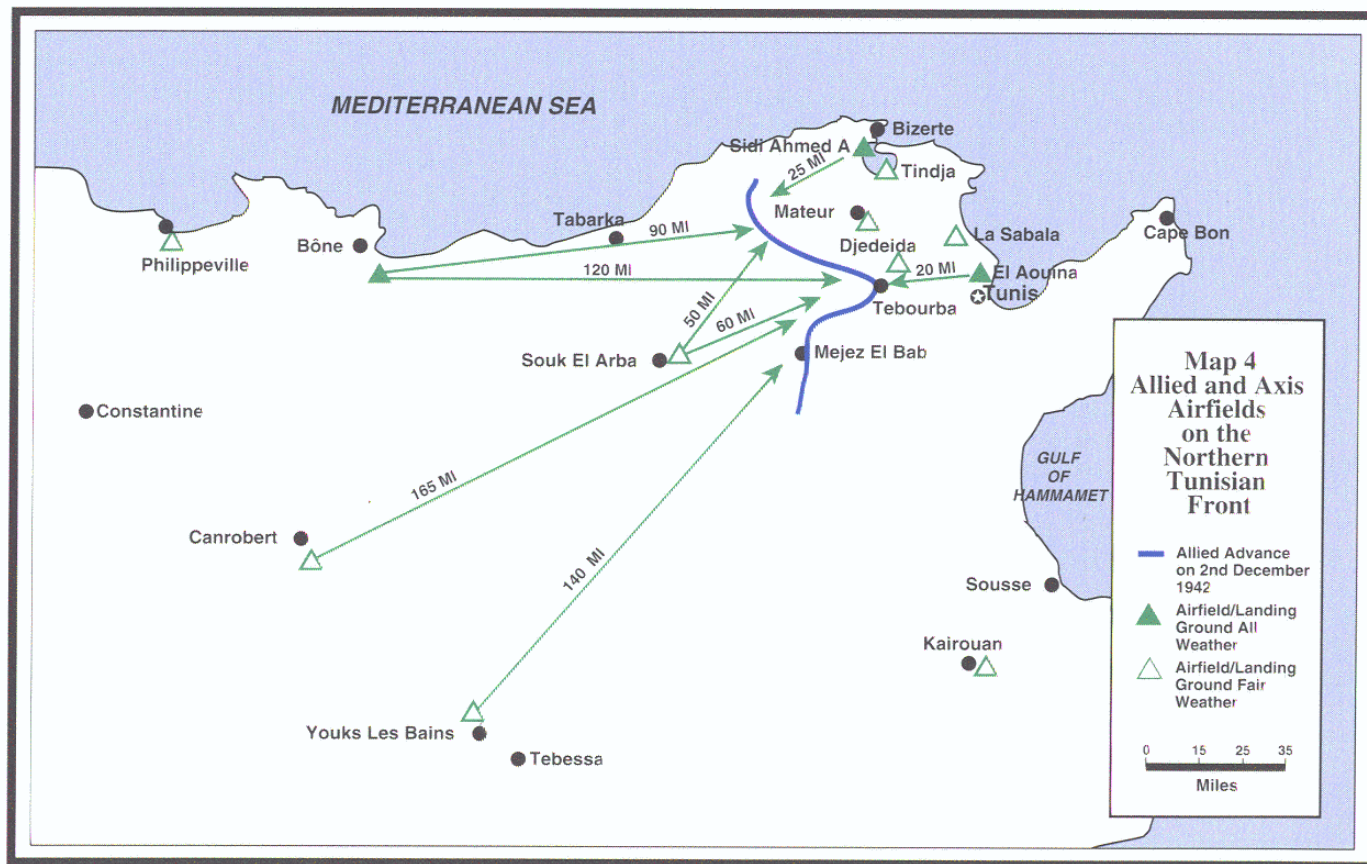 MEDITERRANEAN SEA
Bizerte
Sidi Ahmed A
25 MI
Tindja
Mateur
Tabarka
90 MI
Cape Bon
La Sabala
Djedeida
Bône
Philippeville
120 MI
20 MI
El Aouina
Tunis
Tebourba
50 MI
60 MI
Souk El Arba
Mejez El Bab
Constantine
165 MI
GULF
OF
HAMMAMET
Canrobert
140 MI
Sousse
Kairouan
Youks Les Bains
Tebessa
Map 4
Allied and Axis
Airfields
on the
Northern
Tunisian
Front
Allied Advance
on 2nd December
1942
Airfield/Landing
Ground All
Weather
Airfield/Landing
Ground Fair
Weather
0 15 25 35
Miles